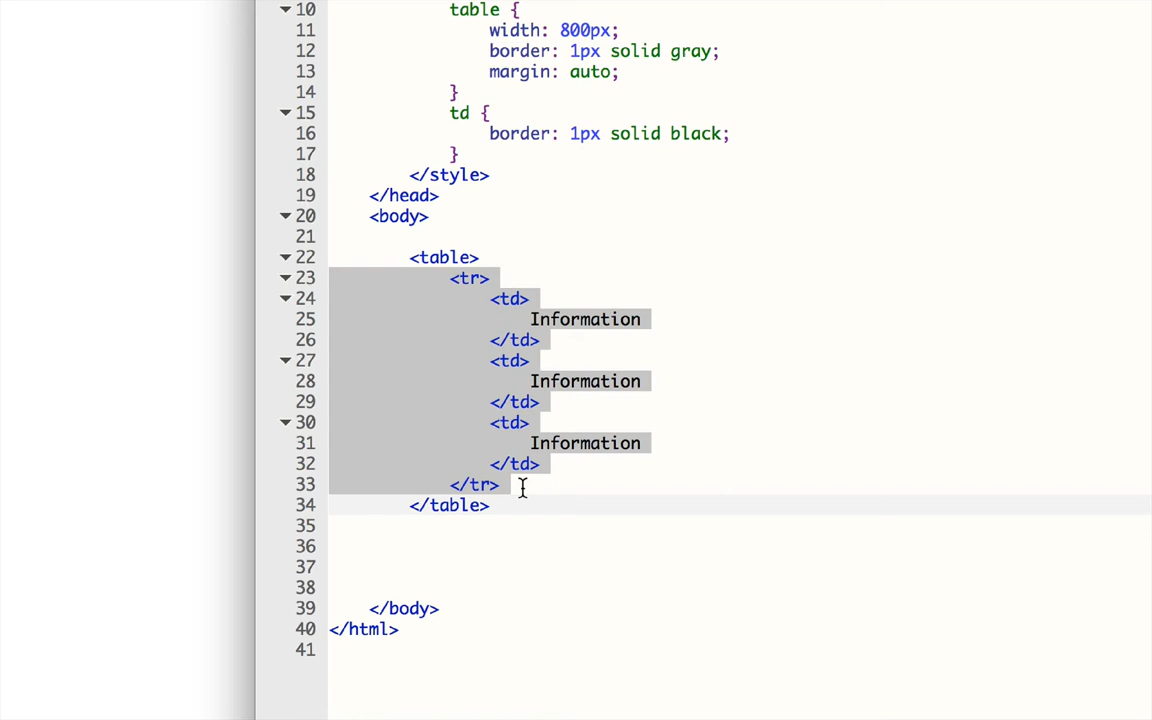 10 table {
11 width: 800px;
12 border: 1px solid gray;
13 margin: auto;
14 }
15 td {
16 border: 1px solid black;
17 }
18 </style>
19 </head>
20 <body>
21
22 <table>
23 <tr>
24 <td>
25 Information
26 </td>
27 <td>
28 Information
29 </td>
30 <td>
31 Information
32 </td>
33 </tr>
34 </table>
35
36
37
38
39 </body>
40 </html>
41